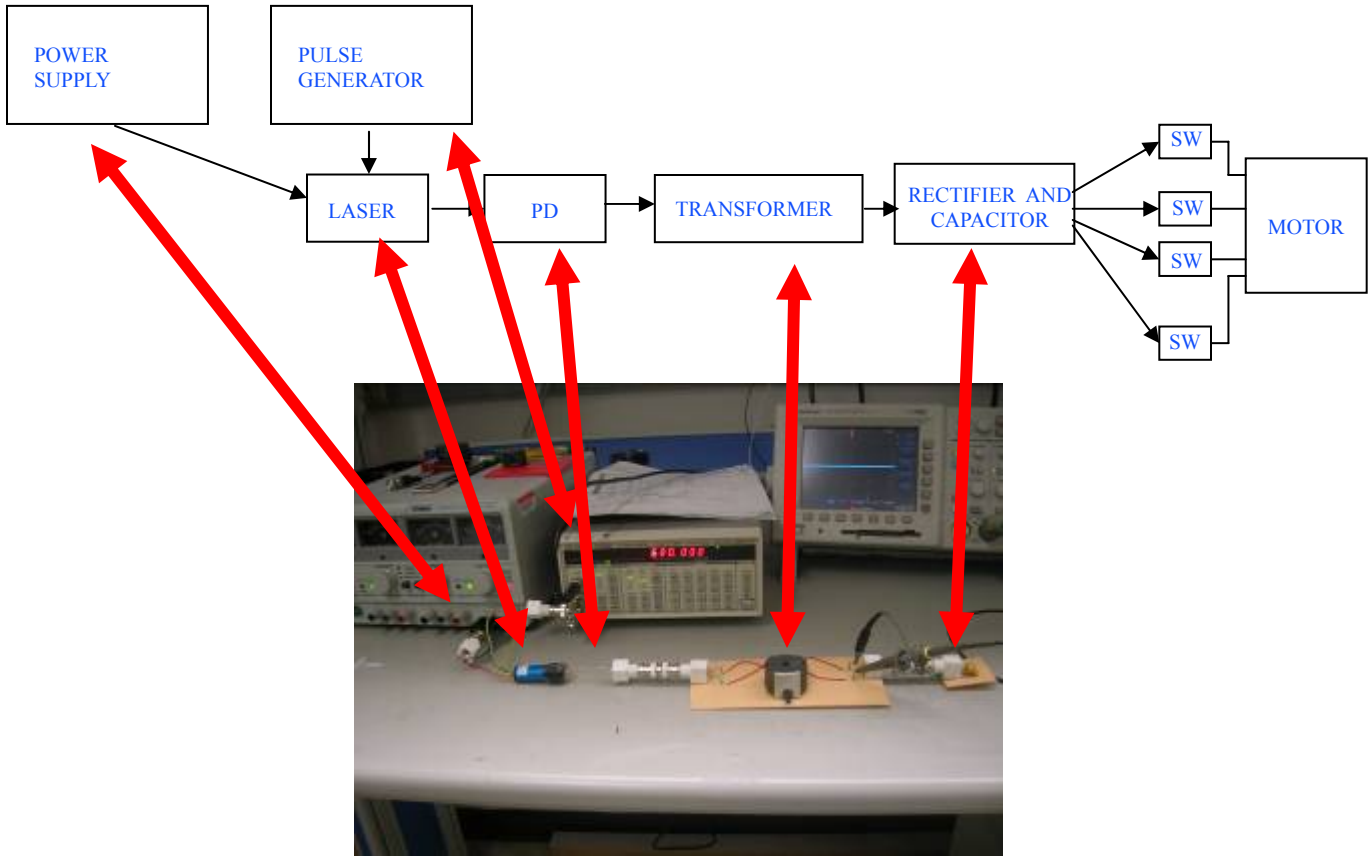 POWER
SUPPLY
PULSE
GENERATOR
LASER
PD
TRANSFORMER
RECTIFIER AND
CAPACITOR
SW
SW
SW
SW
MOTOR
600.000